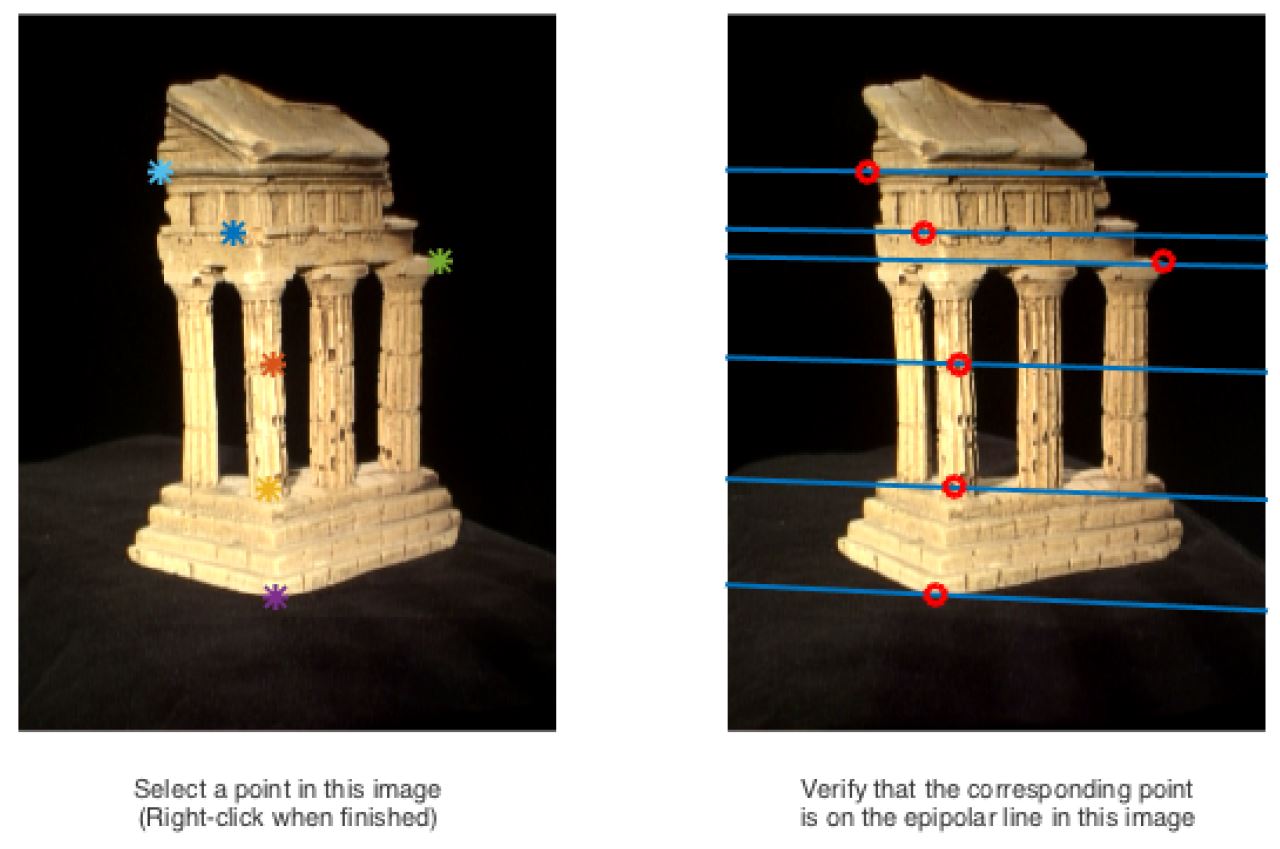 Select a point in this image
(Right-click when finished)
Verify that the corresponding point
is on the epipolar line in this image